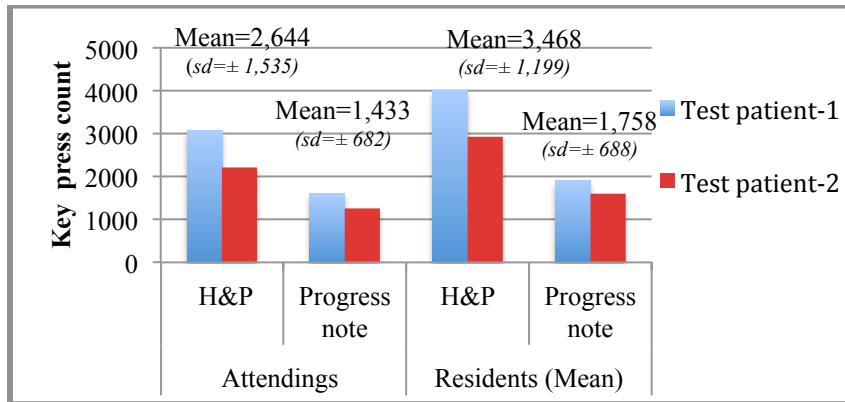 Mean=2,644
(sd=± 1,535)
Mean=3,468
(sd=± 1,199)
Mean=1,433
(sd=± 682)
Mean=1,758
(sd=± 688)
Key press count
5000
4000
3000
2000
1000
0
H&P
Progress note
H&P
Progress note
Attendings
Residents (Mean)
Test patient-1
Test patient-2